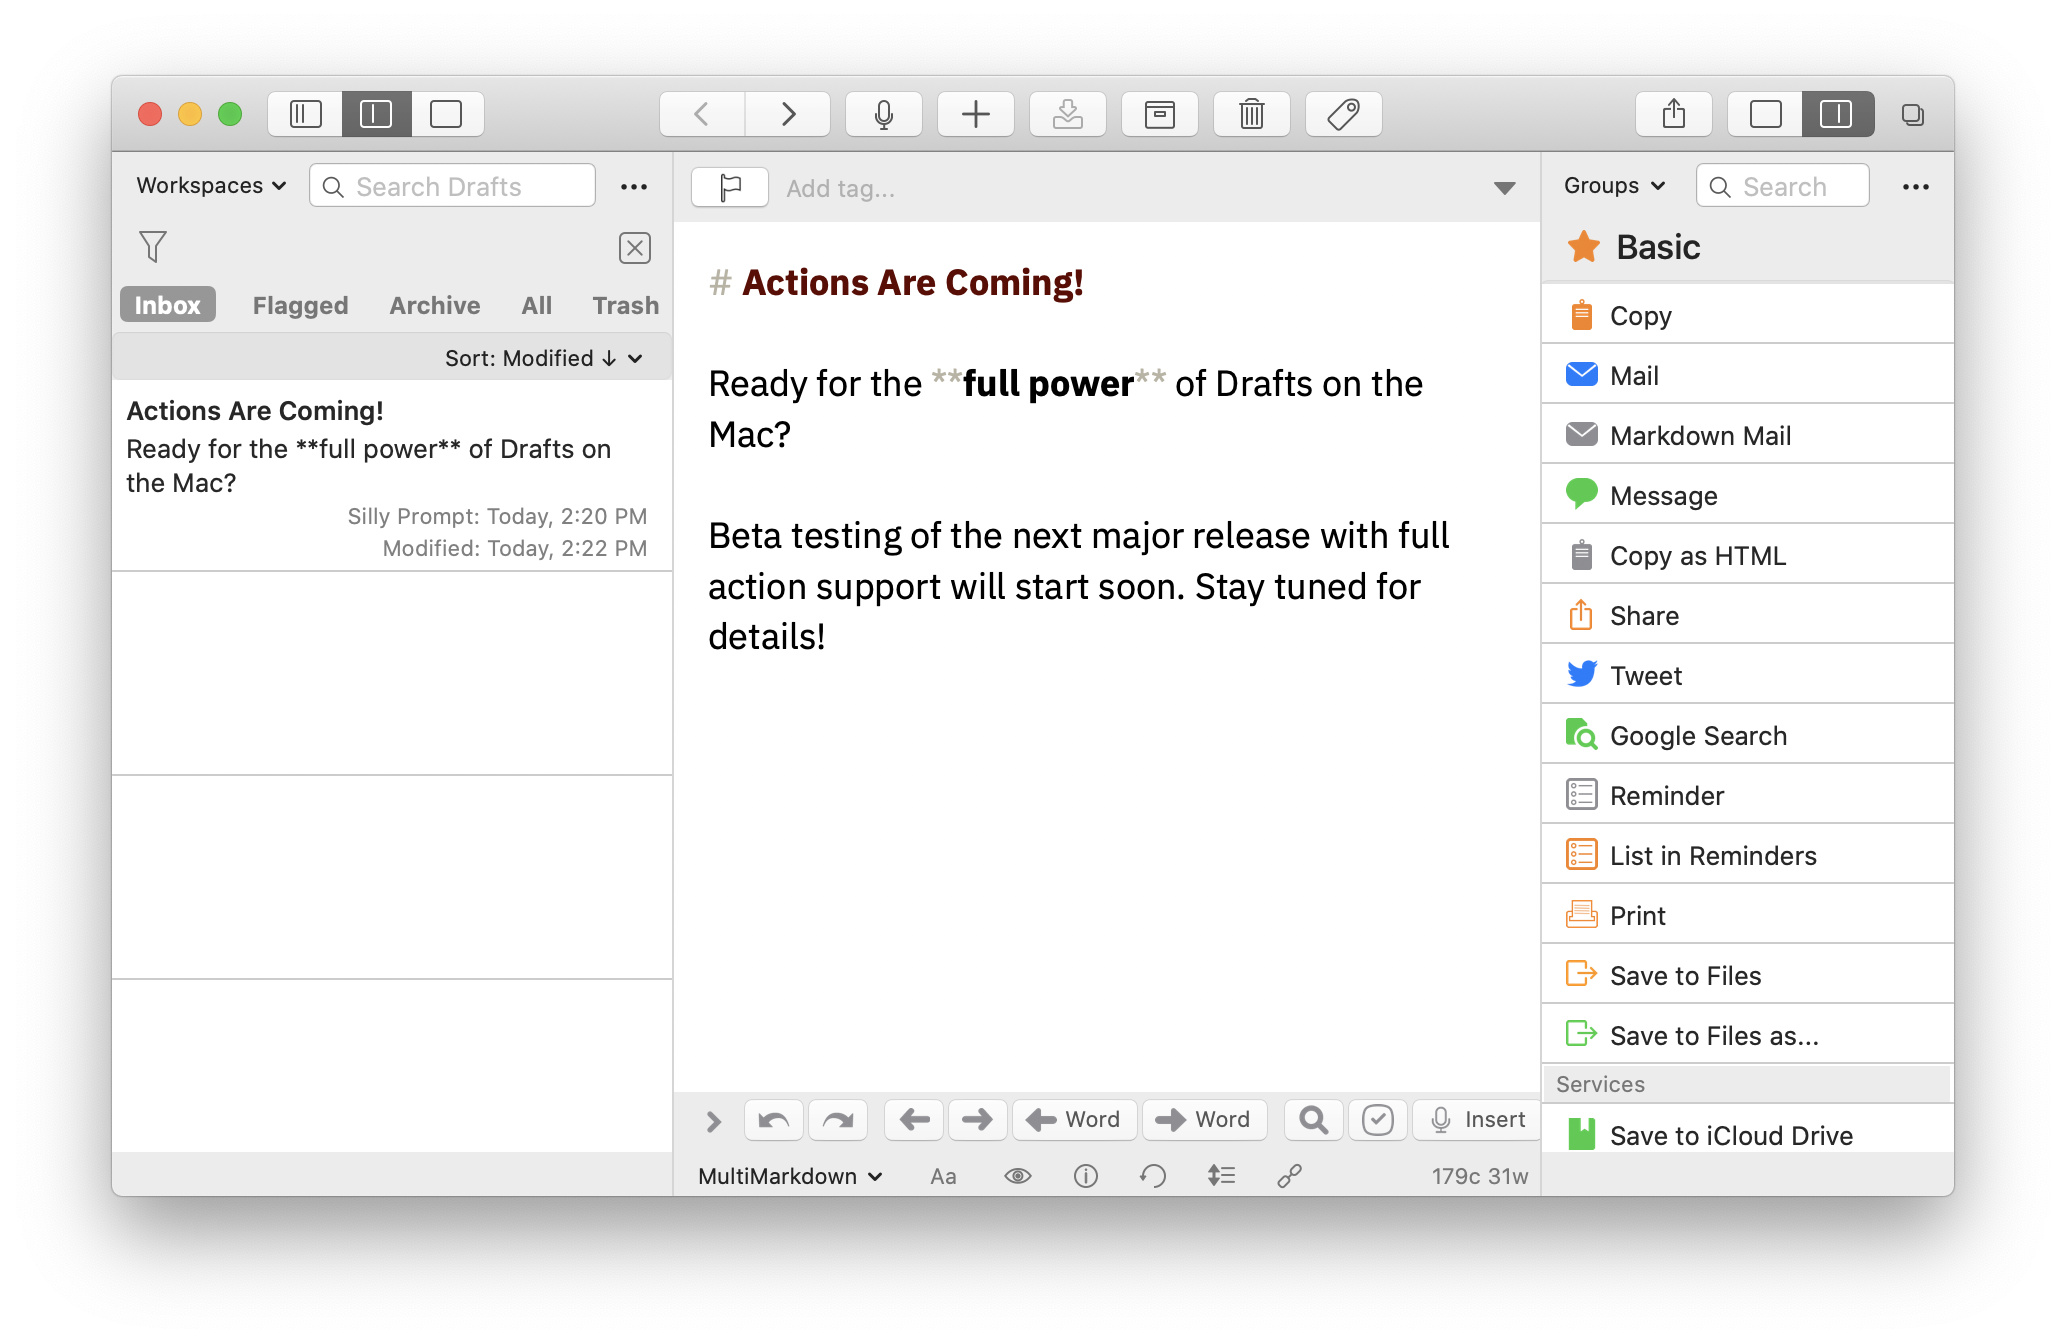 Workspaces
Search Drafts
Inbox Flagged Archive All Trash
Sort: Modified ↓
Actions Are Coming!
Ready for the **full power** of Drafts on
the Mac?
Silly Prompt: Today, 2:20 PM
Modified: Today, 2:22 PM
Add tag...
# Actions Are Coming!
Ready for the **full power** of Drafts on the
Mac?
Beta testing of the next major release with full
action support will start soon. Stay tuned for
details!
Word Word Insert
MultiMarkdown Aa 179c 31w
Groups
Search
Basic
Copy
Mail
Markdown Mail
Message
Copy as HTML
Share
Tweet
Google Search
Reminder
List in Reminders
Print
Save to Files
Save to Files as...
Services
Save to iCloud Drive